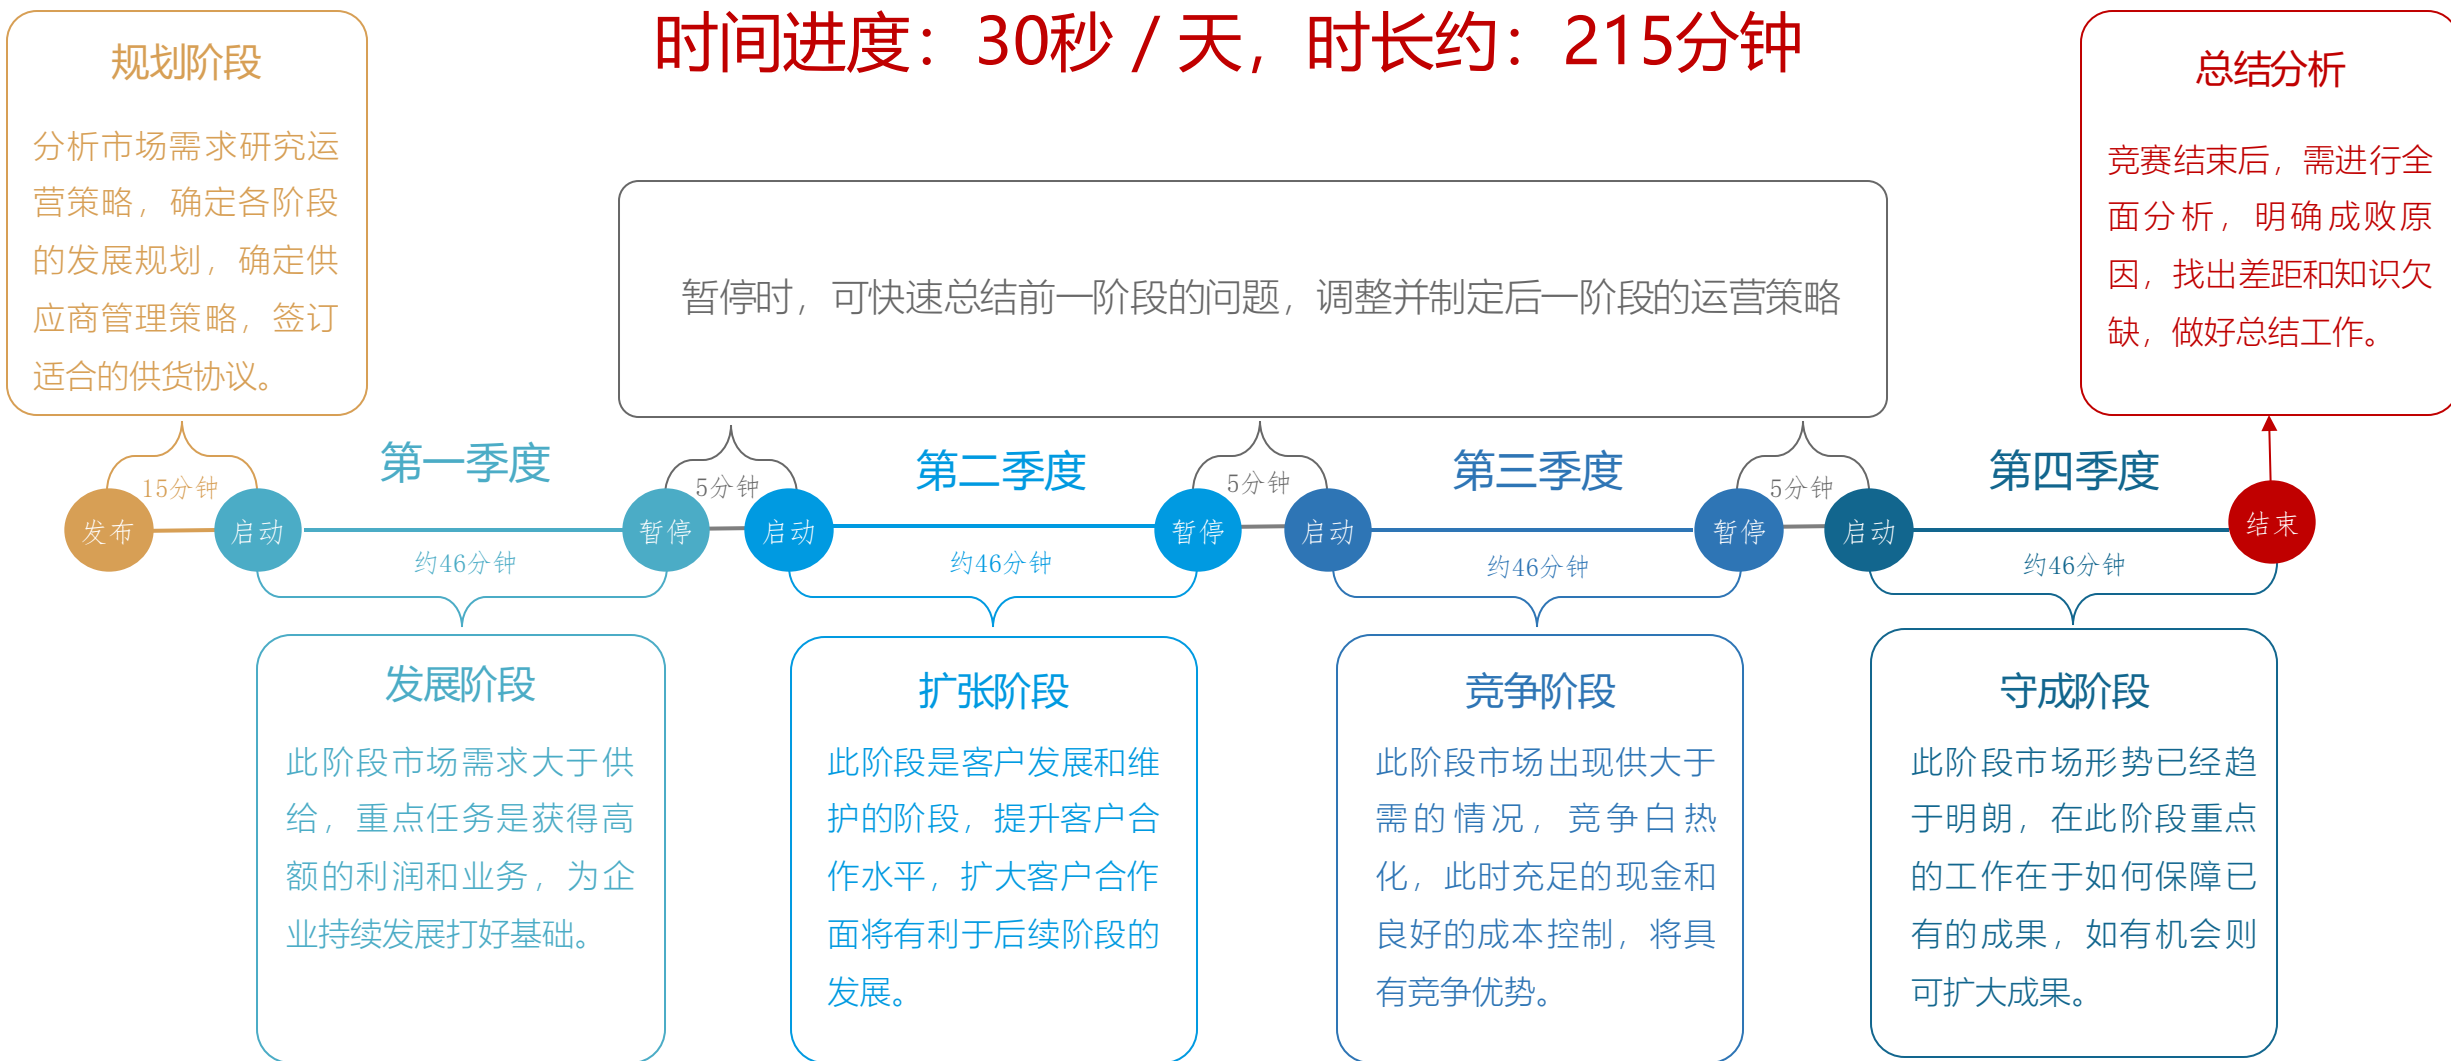 时间进度：30秒 / 天，时长约：215分钟
规划阶段
分析市场需求研究运
营策略，确定各阶段
的发展规划，确定供
应商管理策略，签订
适合的供货协议。
暂停时，可快速总结前一阶段的问题，调整并制定后一阶段的运营策略
总结分析
竞赛结束后，需进行全
面分析，明确成败原
因，找出差距和知识欠
缺，做好总结工作。
第一季度
第二季度
第三季度
第四季度
15分钟
5分钟
5分钟
5分钟
发布
启动
暂停
启动
暂停
启动
暂停
启动
结束
约46分钟
约46分钟
约46分钟
约46分钟
发展阶段
此阶段市场需求大于供
给，重点任务是获得高
额的利润和业务，为企
业持续发展打好基础。
扩张阶段
此阶段是客户发展和维
护的阶段，提升客户合
作水平，扩大客户合作
面将有利于后续阶段的
发展。
竞争阶段
此阶段市场出现供大于
需的情况，竞争白热
化，此时充足的现金和
良好的成本控制，将具
有竞争优势。
守成阶段
此阶段市场形势已经趋
于明朗，在此阶段重点
的工作在于如何保障已
有的成果，如有机会则
可扩大成果。